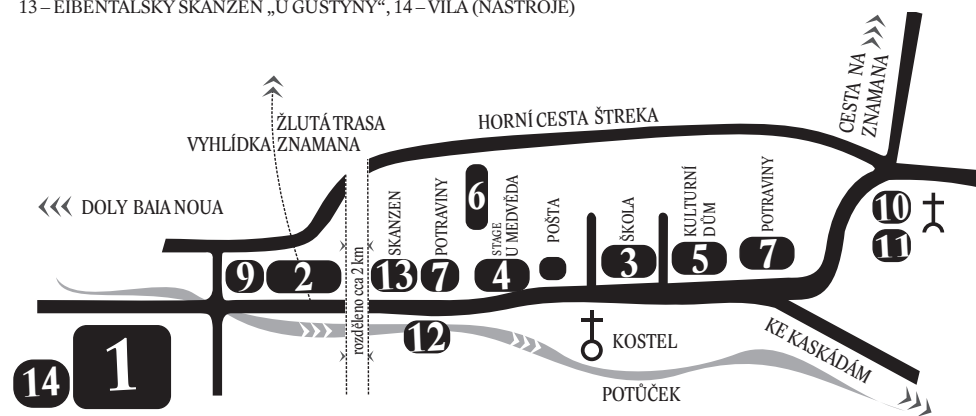 13 – EIBENTÁLSKÝ SKANZEN „U GUSTYNY“, 14 – VILA (NÁSTROJE)
CESTA NA
ZNAMANA
ŽLUTÁ TRASA
VYHLÍDKA ZNAMANA
HORNÍ CESTA ŠTREKA
DOLY BAIA NOUA
SKANZEN
POTRAVINY
6
STAGE
U MEDVĚDA
POŠTA
ŠKOLA
KULTURNÍ
DŮM
POTRAVINY
10
11
9
2
13
7
4
3
5
7
rozděleno cca 2 km
12
1
14
KOSTEL
KE KASKÁDÁM
POTŮČEK